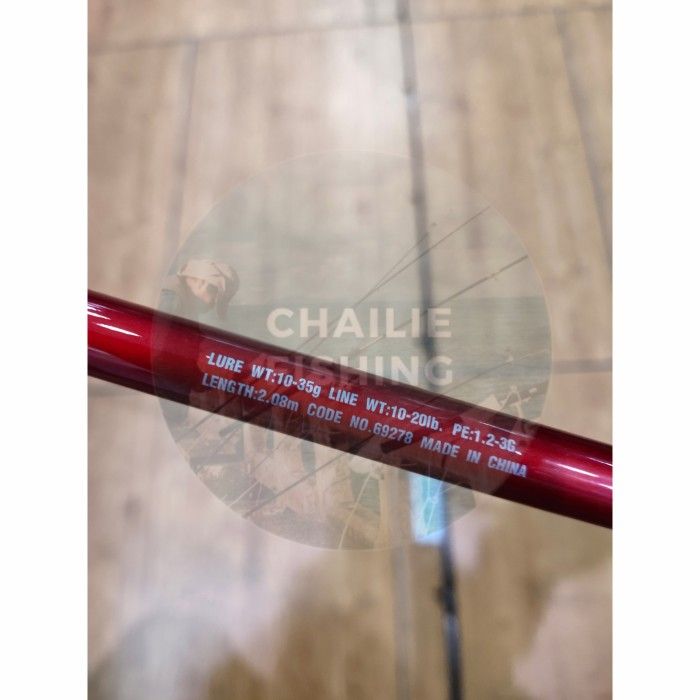 CHAILIE
FISHING
-LURE WT:10-35g LINE WT:10-20lb. PE:1.2-3G_
LENGTH:2.08m CODE NO.69278 MADE IN CHINA